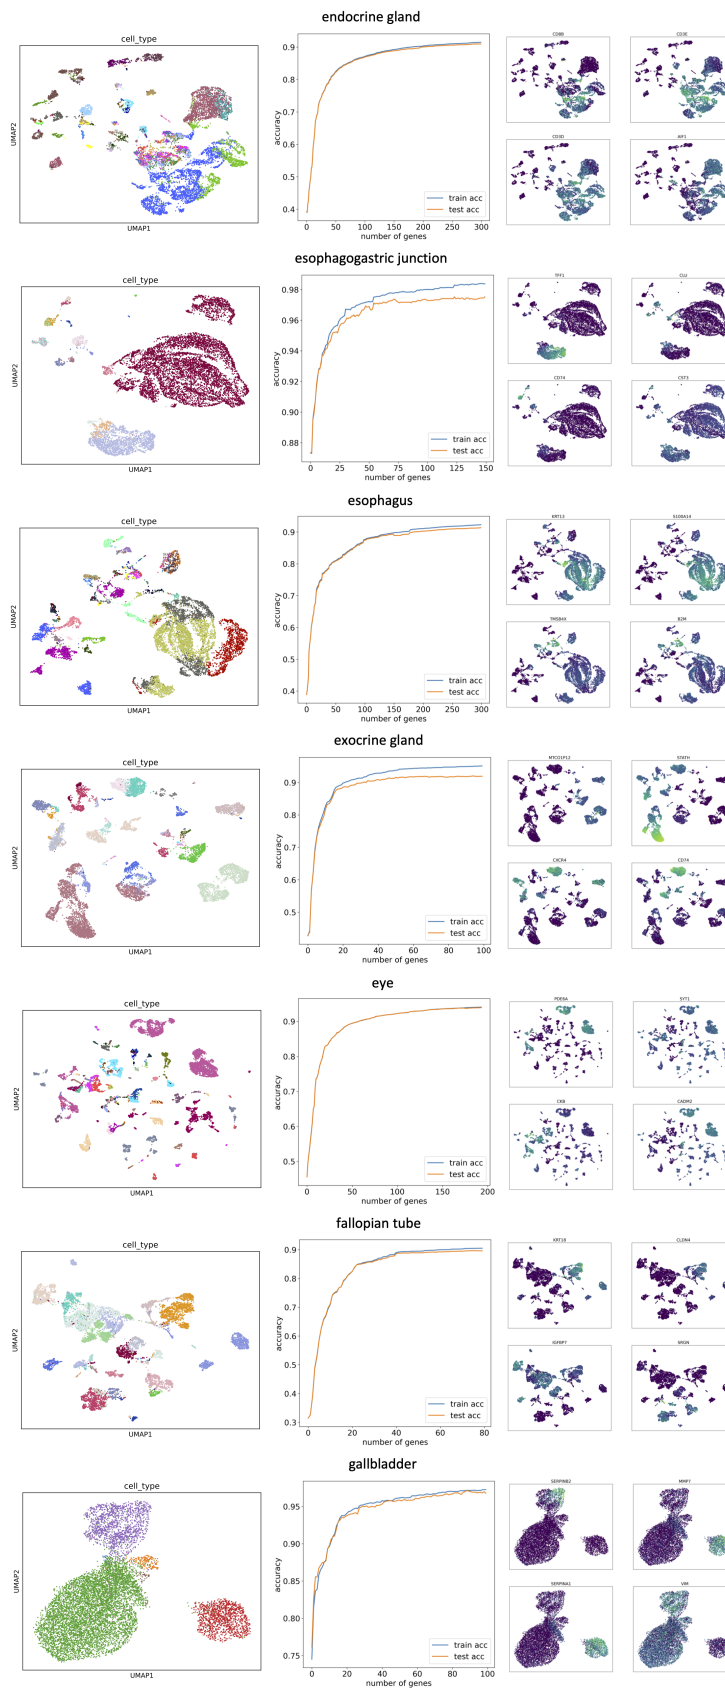 endocrine gland
cell_type
UMAP2
UMAP1
accuracy
0.9
0.8
0.7
0.6
0.5
0.4
train acc
test acc
0 50 100 150 200 250 300
number of genes
CD8B
CD3E
CD3D
AIF1
esophagogastric junction
cell_type
UMAP2
UMAP1
accuracy
0.98
0.96
0.94
0.92
0.90
0.88
train acc
test acc
0 25 50 75 100 125 150
number of genes
TFF1
CLU
CD74
CST3
esophagus
cell_type
UMAP2
UMAP1
accuracy
0.9
0.8
0.7
0.6
0.5
0.4
train acc
test acc
0 50 100 150 200 250 300
number of genes
KRT13
S100A14
TMSB4X
B2M
exocrine gland
cell_type
UMAP2
UMAP1
accuracy
0.9
0.8
0.7
0.6
0.5
train acc
test acc
0 20 40 60 80 100
number of genes
MTCO1P12
STATH
CXCR4
CD74
eye
cell_type
UMAP2
UMAP1
accuracy
0.9
0.8
0.7
0.6
0.5
train acc
test acc
0 50 100 150 200
number of genes
PDE6A
SYT1
CKB
CADM2
fallopian tube
cell_type
UMAP2
UMAP1
accuracy
0.9
0.8
0.7
0.6
0.5
0.4
0.3
train acc
test acc
0 20 40 60 80
number of genes
KRT18
CLDN4
IGFBP7
SRGN
gallbladder
cell_type
UMAP2
UMAP1
accuracy
0.95
0.90
0.85
0.80
0.75
train acc
test acc
0 20 40 60 80 100
number of genes
SERPINB2
MMP7
SERPINA1
VIM